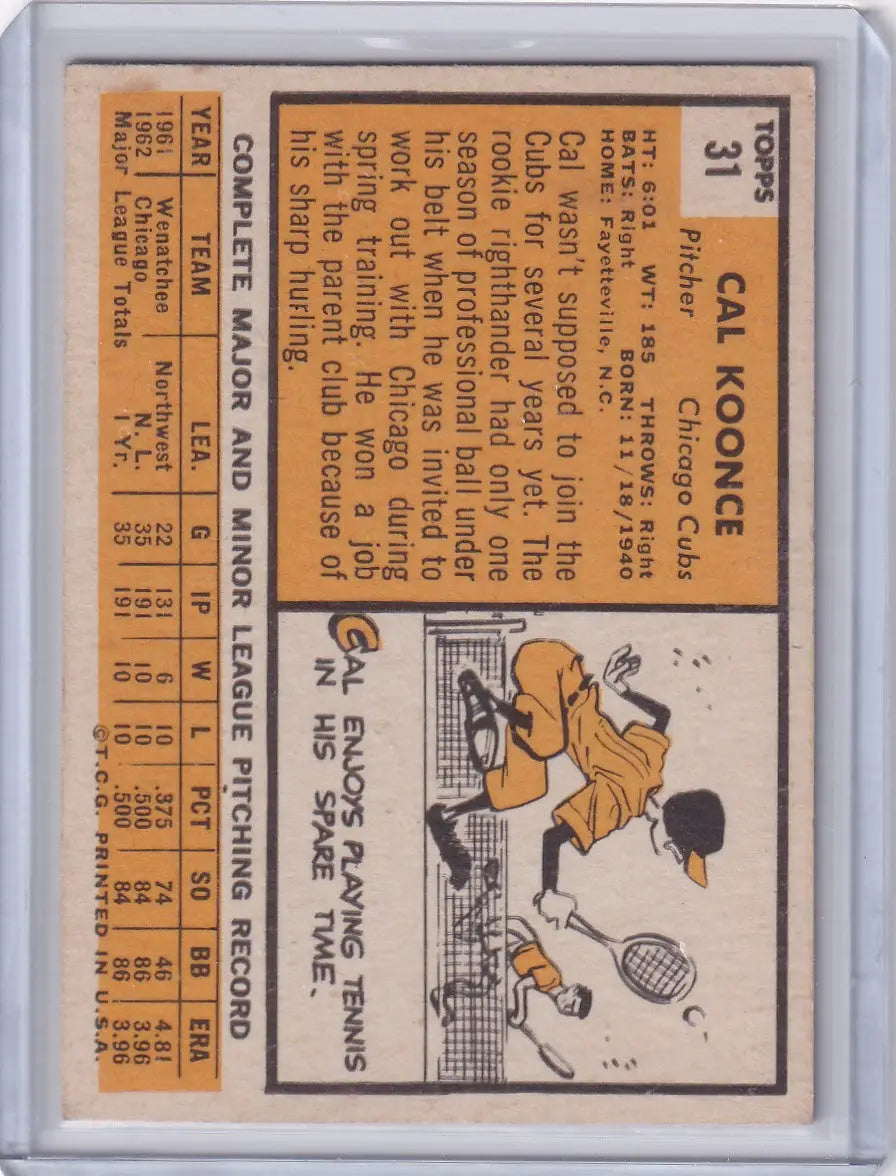 TOPPS
31
CAL KOONCE
Pitcher Chicago Cubs
HT: 6:01 WT: 185 THROWS: Right
BATS: Right BORN: 11/18/1940
HOME: Fayetteville, N.C.
Cal wasn't supposed to join the
Cubs for several years yet. The
rookie righthander had only one
season of professional ball under
his belt when he was invited to
work out with Chicago during
spring training. He won a job
with the parent club because of
his sharp hurling.
CAL ENJOYS PLAYING TENNIS
IN HIS SPARE TIME.
COMPLETE MAJOR AND MINOR LEAGUE PITCHING RECORD
YEAR TEAM LEA. G IP W L PCT SO BB ERA
1961 Wenatchee Northwest 22 131 6 10 .375 74 46 4.81
1962 Chicago N.L. 35 191 10 10 .500 84 86 3.96
Major League Totals 1 Yr. 35 191 10 10 .500 84 86 3.96
©T.C.G. PRINTED IN U.S.A.